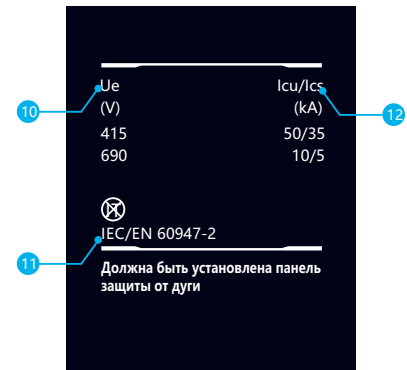 Ue Icu/Ics
10 (V) (kA) 12
415 50/35
690 10/5
IT
IEC/EN 60947-2
11
Должна быть установлена панель
защиты от дуги